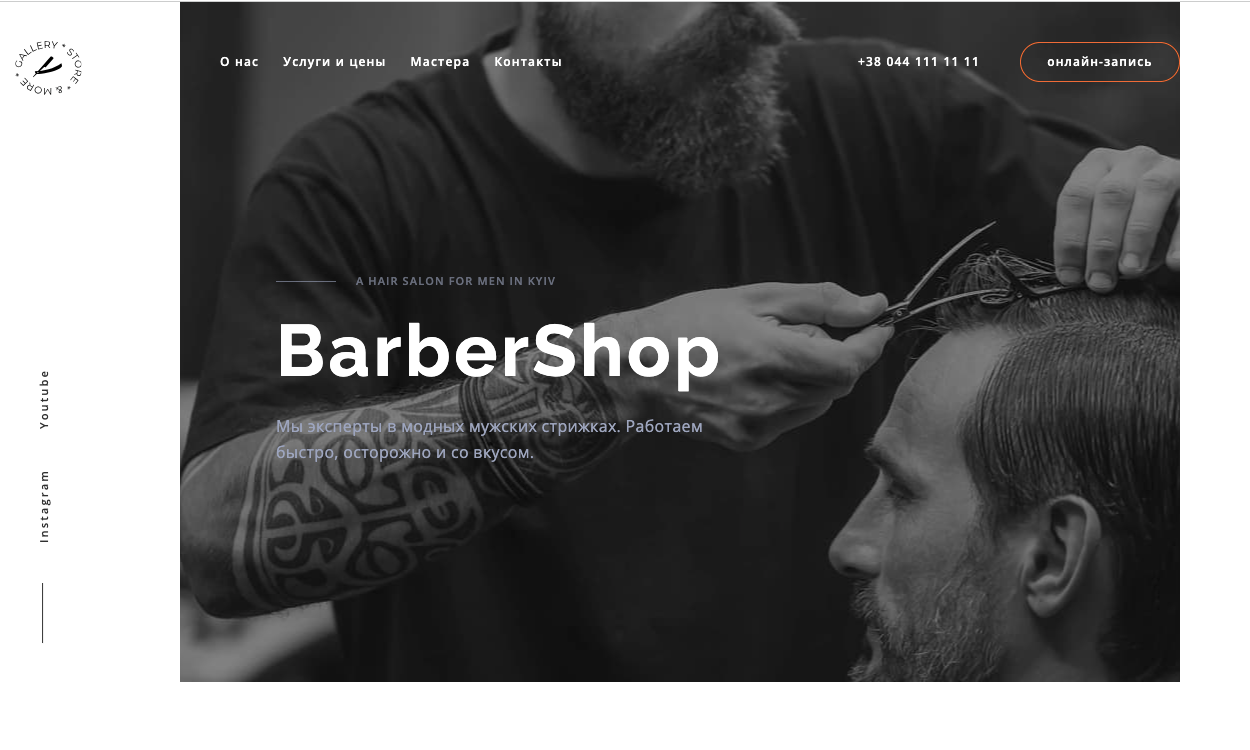 GALLERY * STORE * & MORE *
О нас
Услуги и цены
Мастера
Контакты
+38 044 111 11 11
онлайн-запись
A HAIR SALON FOR MEN IN KYIV
BarberShop
Мы эксперты в модных мужских стрижках. Работаем
быстро, осторожно и со вкусом.
Youtube
Instagram